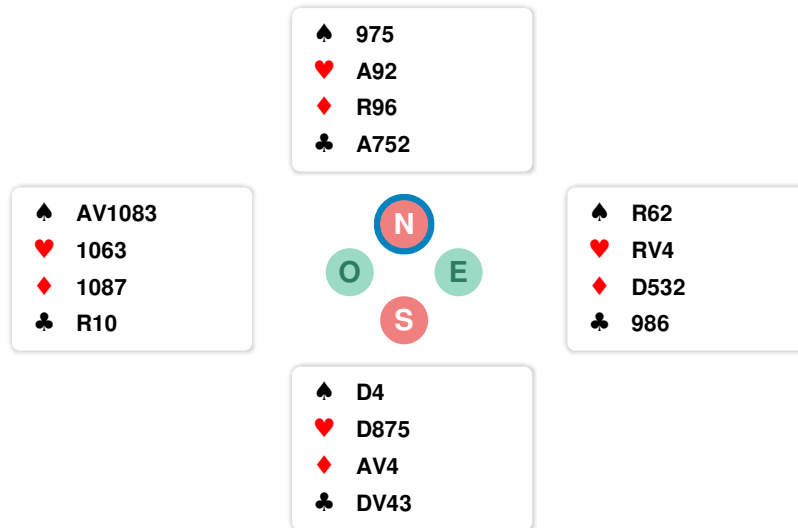 ♠ 975
♥ A92
♦ R96
♣ A752
♠ AV1083
♥ 1063
♦ 1087
♣ R10
N
O E
S
♠ R62
♥ RV4
♦ D532
♣ 986
♠ D4
♥ D875
♦ AV4
♣ DV43